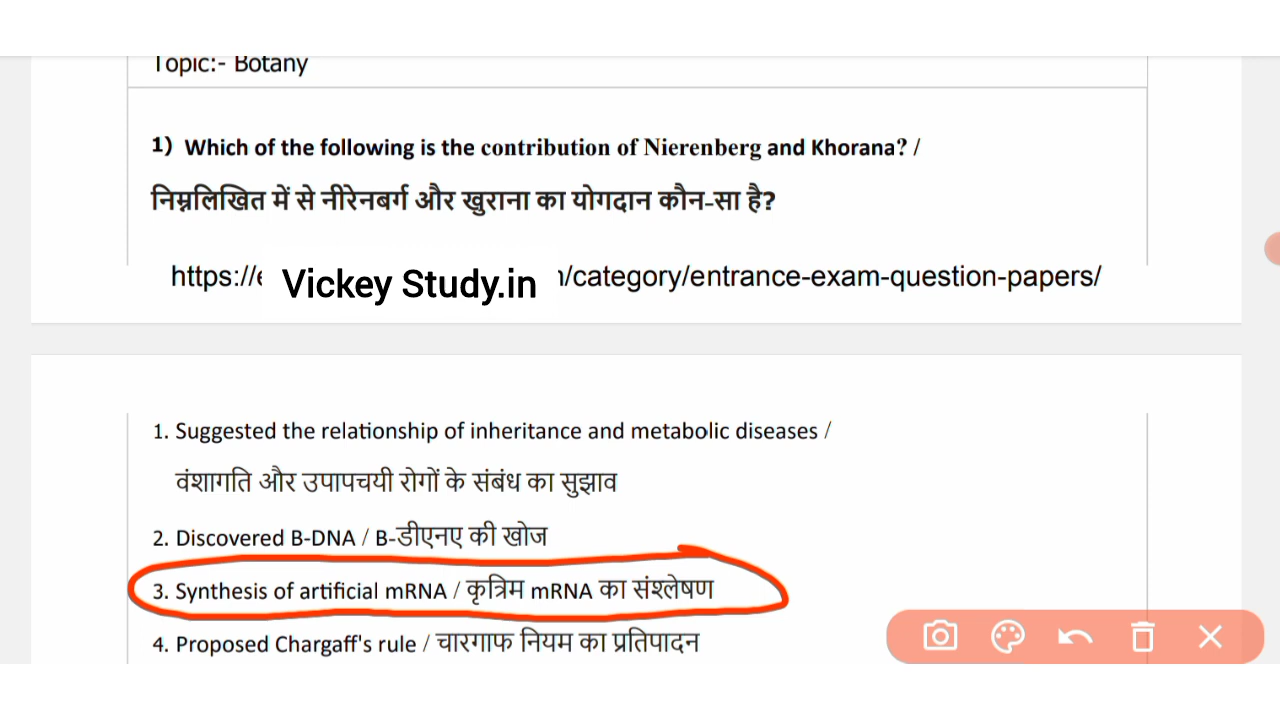 Topic:- Botany
1) Which of the following is the contribution of Nierenberg and Khorana? /
निम्नलिखित में से नीरेनबर्ग और खुराना का योगदान कौन-सा है?
https:// Vickey Study.in /category/entrance-exam-question-papers/
1. Suggested the relationship of inheritance and metabolic diseases /
वंशागति और उपापचयी रोगों के संबंध का सुझाव
2. Discovered B-DNA / B-डीएनए की खोज
3. Synthesis of artificial mRNA / कृत्रिम mRNA का संश्लेषण
4. Proposed Chargaff's rule / चारगाफ नियम का प्रतिपादन